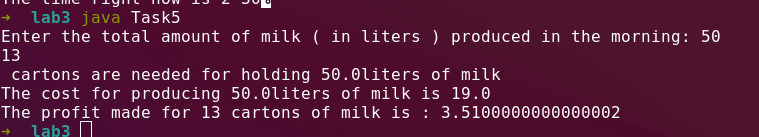 The time right now is 2 50
→ lab3 java Task5
Enter the total amount of milk ( in liters ) produced in the morning: 50
13
 cartons are needed for holding 50.0liters of milk
The cost for producing 50.0liters of milk is 19.0
The profit made for 13 cartons of milk is : 3.5100000000000002
→ lab3